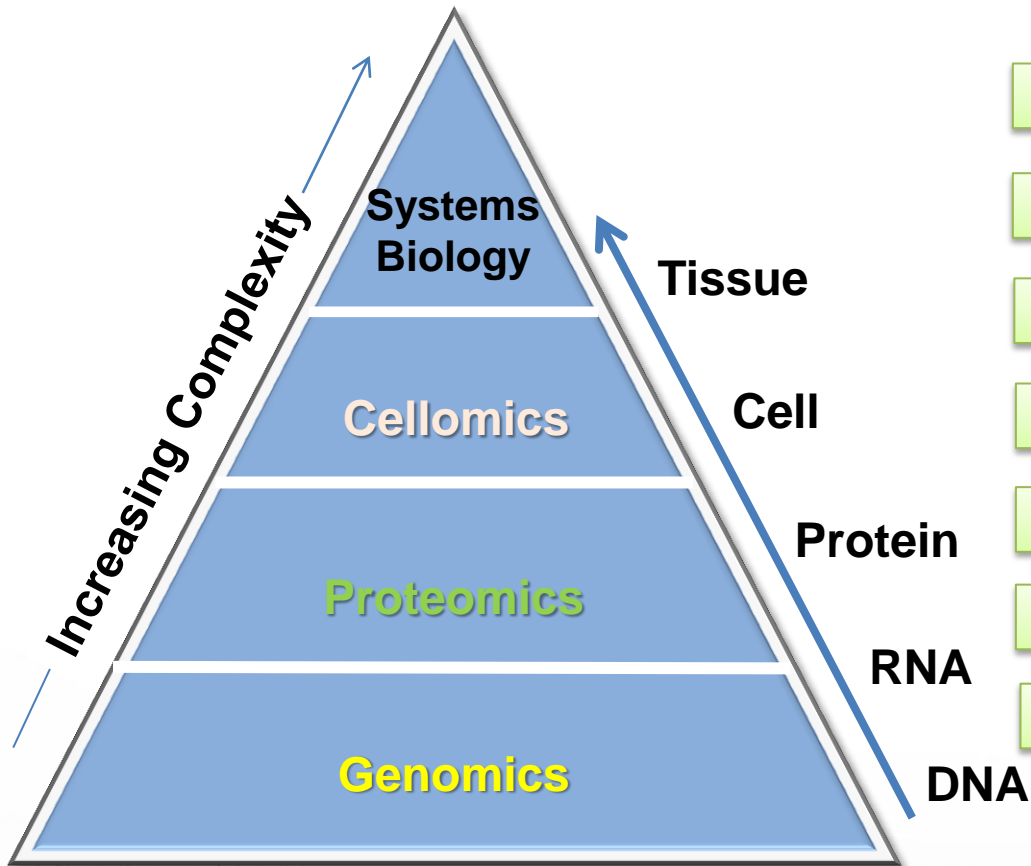 Increasing Complexity
Systems
Biology
Cellomics
Proteomics
Genomics
Tissue
Cell
Protein
RNA
DNA